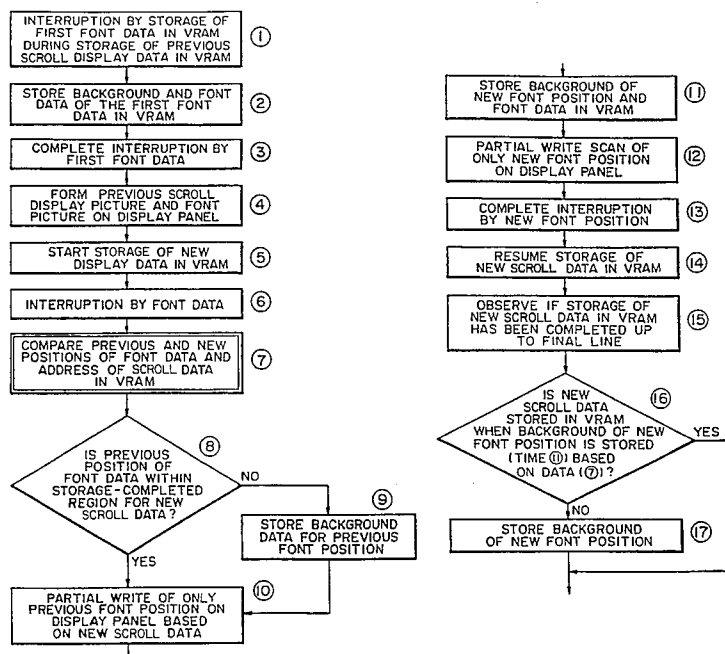 INTERRUPTION BY STORAGE OF
FIRST FONT DATA IN VRAM
DURING STORAGE OF PREVIOUS
SCROLL DISPLAY DATA IN VRAM
①
STORE BACKGROUND AND FONT
DATA OF THE FIRST FONT
DATA IN VRAM
②
COMPLETE INTERRUPTION BY
FIRST FONT DATA
③
FORM PREVIOUS SCROLL
DISPLAY PICTURE AND FONT
PICTURE ON DISPLAY PANEL
④
START STORAGE OF NEW
DISPLAY DATA IN VRAM
⑤
INTERRUPTION BY FONT DATA
⑥
COMPARE PREVIOUS AND NEW
POSITIONS OF FONT DATA AND
ADDRESS OF SCROLL DATA
IN VRAM
⑦
⑧
IS PREVIOUS
POSITION OF
FONT DATA WITHIN
STORAGE-COMPLETED
REGION FOR NEW
SCROLL DATA?
NO
YES
⑨
STORE BACKGROUND
DATA FOR PREVIOUS
FONT POSITION
⑩
PARTIAL WRITE OF ONLY
PREVIOUS FONT POSITION ON
DISPLAY PANEL BASED
ON NEW SCROLL DATA
STORE BACKGROUND OF
NEW FONT POSITION AND
FONT DATA IN VRAM
⑪
PARTIAL WRITE SCAN OF
ONLY NEW FONT POSITION
ON DISPLAY PANEL
⑫
COMPLETE INTERRUPTION
BY NEW FONT POSITION
⑬
RESUME STORAGE OF
NEW SCROLL DATA IN VRAM
⑭
OBSERVE IF STORAGE OF
NEW SCROLL DATA IN VRAM
HAS BEEN COMPLETED UP
TO FINAL LINE
⑮
⑯
IS NEW
SCROLL DATA
STORED IN VRAM
WHEN BACKGROUND OF NEW
FONT POSITION IS STORED
(TIME ⑪) BASED
ON DATA (⑦)?
YES
NO
STORE BACKGROUND
OF NEW FONT POSITION
⑰